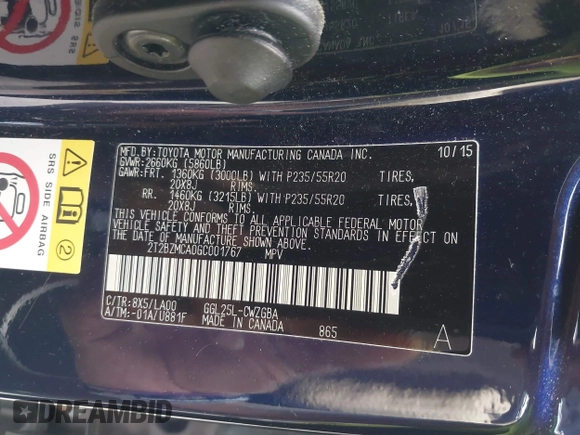 MFD.BY:TOYOTA MOTOR MANUFACTURING CANADA INC. 10/15
GVWR:2660KG (5860LB)
GAWR:FRT. 1360KG (3000LB) WITH P235/55R20 TIRES,
20X8J RIMS,
RR. 1460KG (3215LB) WITH P235/55R20 TIRES,
20X8J RIMS,
THIS VEHICLE CONFORMS TO ALL APPLICABLE FEDERAL MOTOR
VEHICLE SAFETY AND THEFT PREVENTION STANDARDS IN EFFECT ON
THE DATE OF MANUFACTURE SHOWN ABOVE.
2T2BZMCA0GC001767 MPV
C/TR:8X5/LA00 GGL25L-CWZGBA
A/TM:-01A/U881F MADE IN CANADA 865 A
SRS SIDE AIRBAG
2
DREAMBID